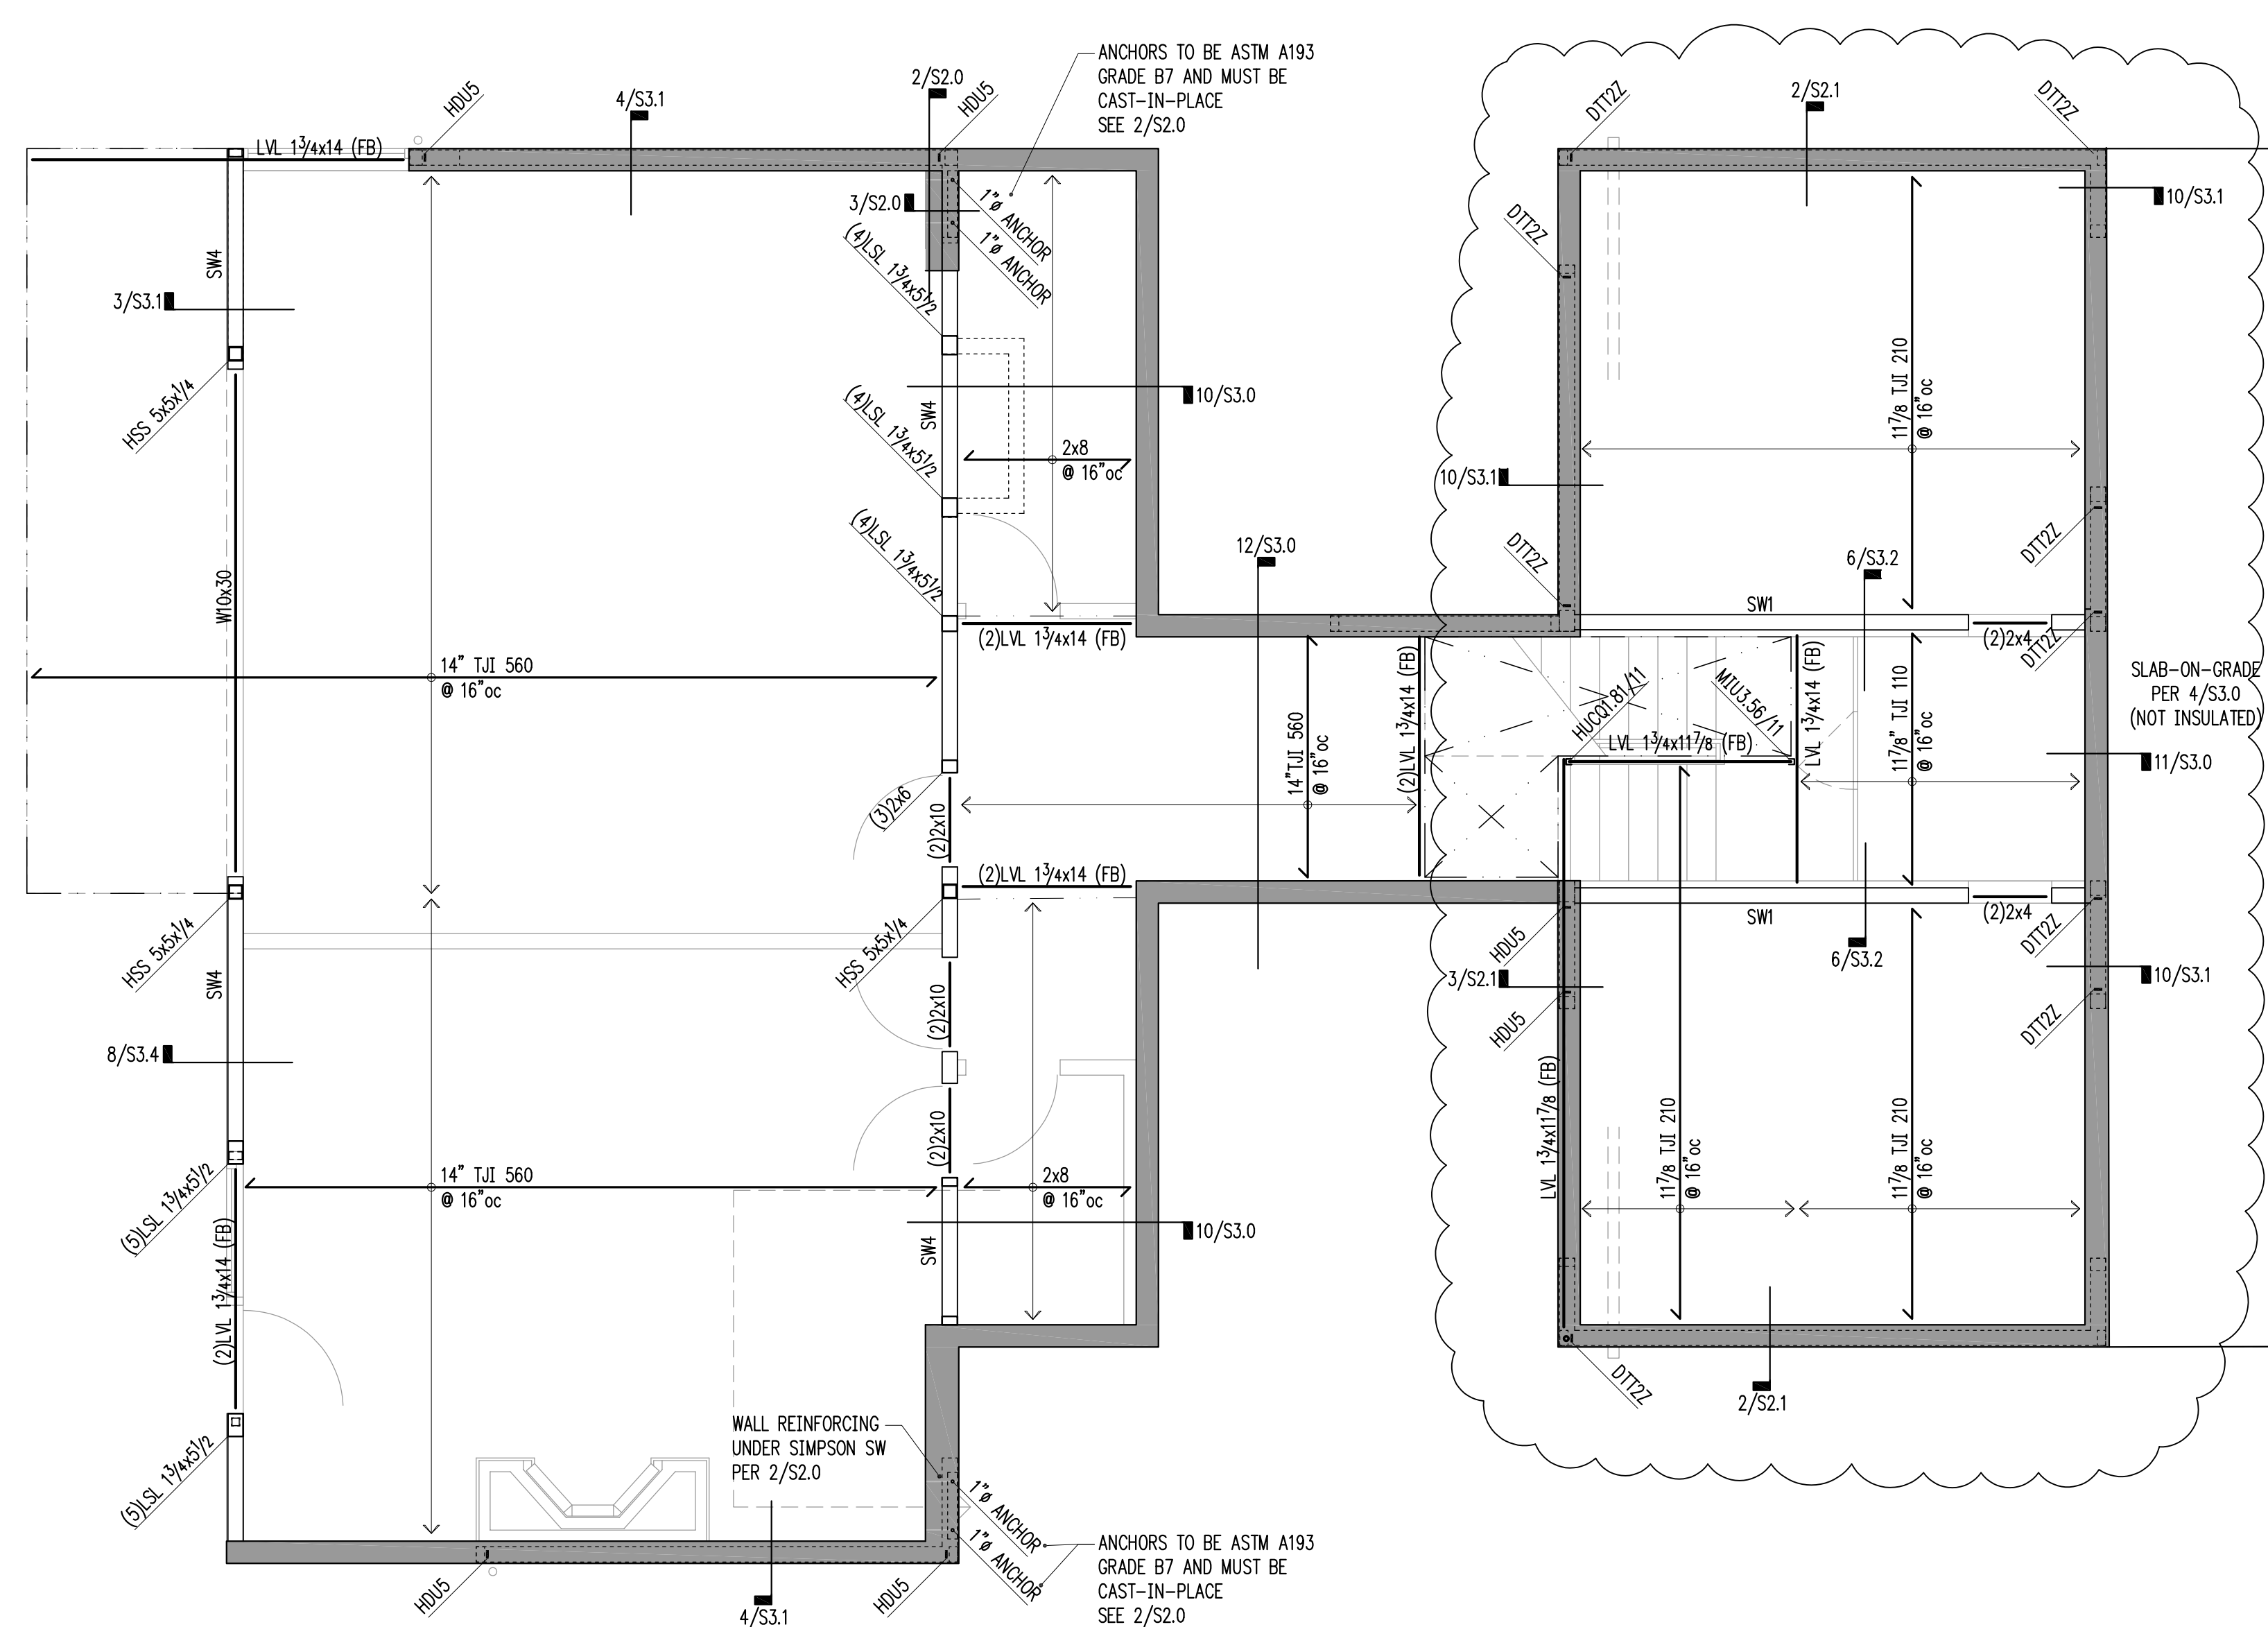 ANCHORS TO BE ASTM A193
GRADE B7 AND MUST BE
CAST-IN-PLACE
SEE 2/S2.0
HDU5
4/S3.1
2/S2.0
HDU5
LVL 1¾x14 (FB)
3/S2.0
1"ø ANCHOR
1"ø ANCHOR
(4)LSL 1¾x5½
SW4
3/S3.1
HSS 5x5x¼
(4)LSL 1¾x5½
SW4
10/S3.0
2x8
@ 16"oc
(4)LSL 1¾x5½
W10x30
(2)LVL 1¾x14 (FB)
14" TJI 560
@ 16"oc
12/S3.0
14"TJI 560
@ 16"oc
(2)LVL 1¾x14 (FB)
(3)2x6
(2)2x10
(2)LVL 1¾x14 (FB)
HSS 5x5x¼
HSS 5x5x¼
SW4
(2)2x10
8/S3.4
(2)2x10
14" TJI 560
@ 16"oc
2x8
@ 16"oc
(5)LSL 1¾x5½
(2)LVL 1¾x14 (FB)
SW4
10/S3.0
(5)LSL 1¾x5½
WALL REINFORCING
UNDER SIMPSON SW
PER 2/S2.0
1"ø ANCHOR
1"ø ANCHOR
ANCHORS TO BE ASTM A193
GRADE B7 AND MUST BE
CAST-IN-PLACE
SEE 2/S2.0
HDU5
4/S3.1
HDU5
DTT2Z
2/S2.1
DTT2Z
10/S3.1
DTT2Z
11⅞ TJI 210
@ 16"oc
10/S3.1
DTT2Z
DTT2Z
6/S3.2
SW1
(2)2x4
DTT2Z
HUCQ1.81/11
MIU3.56/11
LVL 1¾x14 (FB)
LVL 1¾x11⅞ (FB)
11⅞" TJI 110
@ 16"oc
SLAB-ON-GRADE
PER 4/S3.0
(NOT INSULATED)
11/S3.0
SW1
(2)2x4
HDU5
6/S3.2
DTT2Z
3/S2.1
10/S3.1
HDU5
DTT2Z
LVL 1¾x11⅞ (FB)
11⅞ TJI 210
@ 16"oc
11⅞ TJI 210
@ 16"oc
DTT2Z
2/S2.1